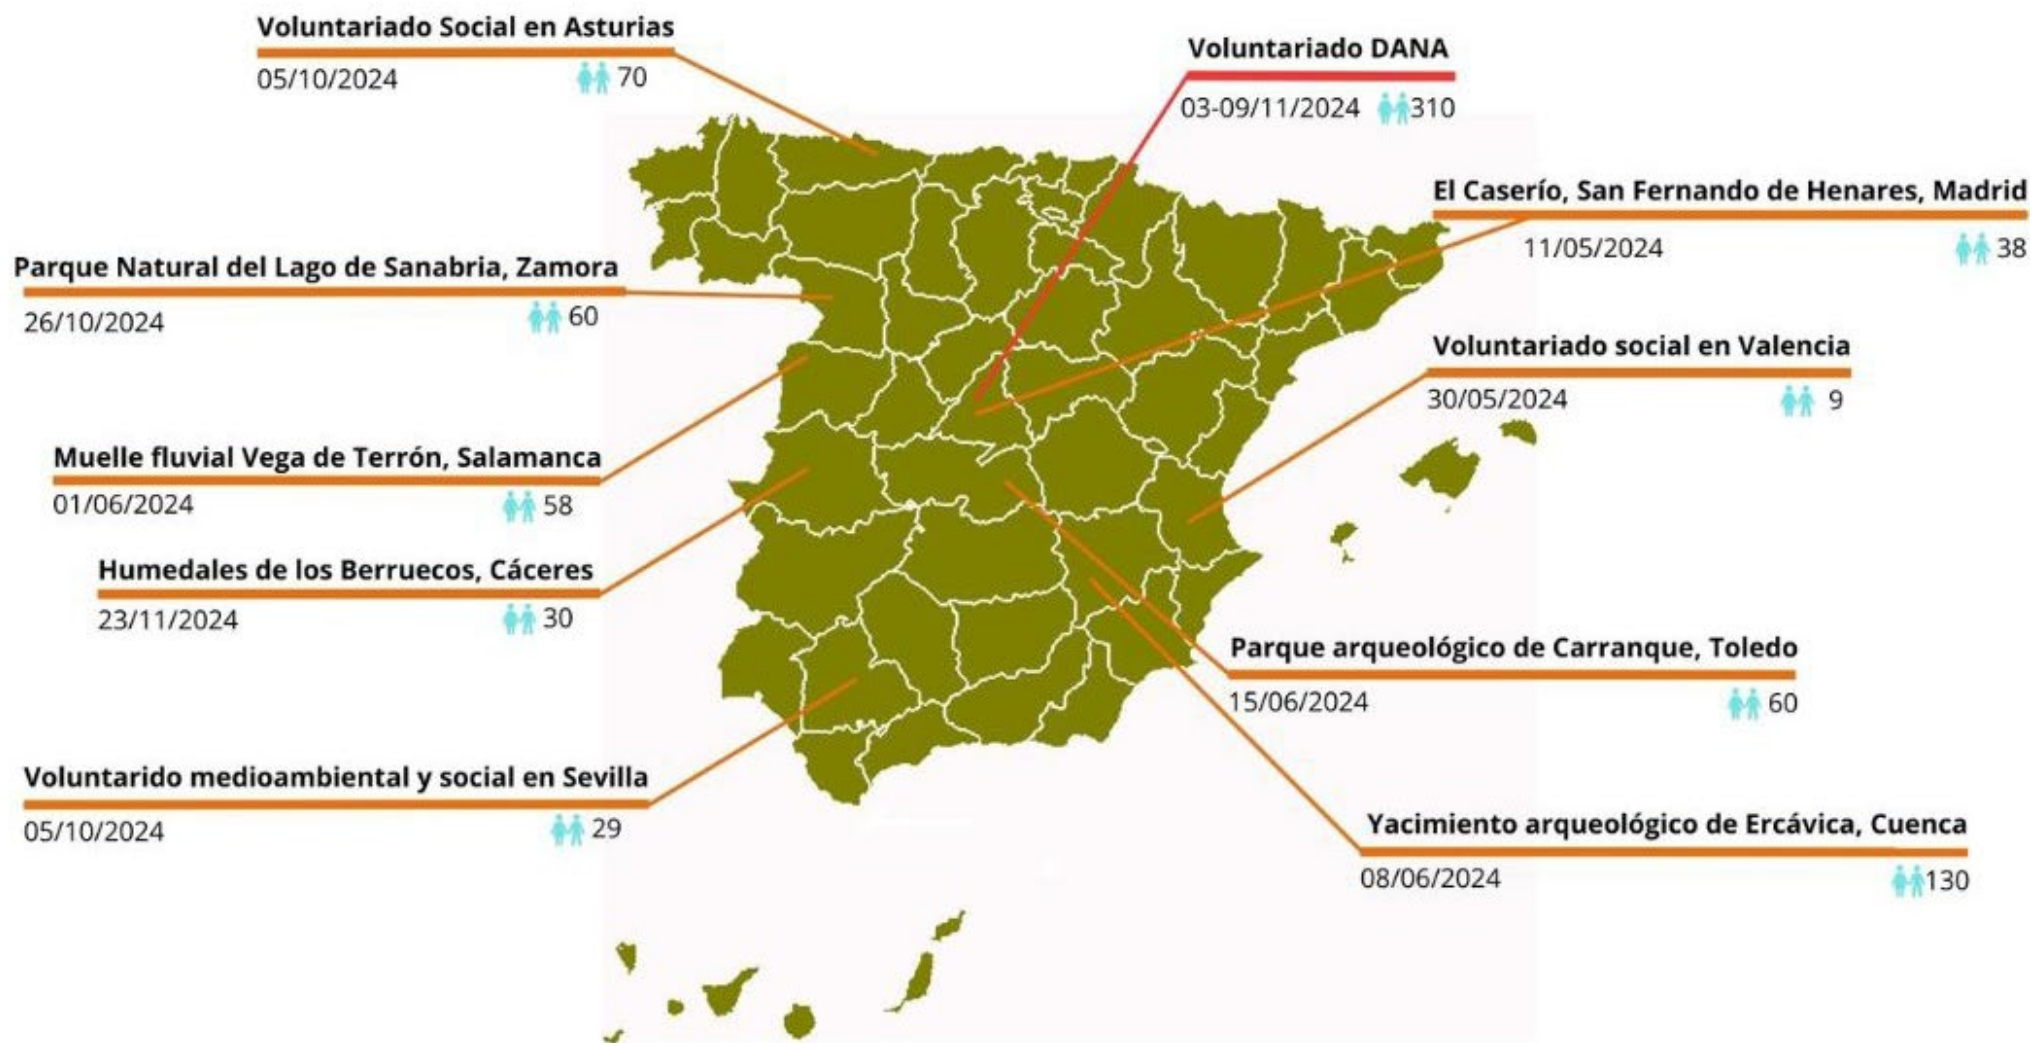 Voluntariado Social en Asturias
05/10/2024 70
Voluntariado DANA
03-09/11/2024 310
El Caserío, San Fernando de Henares, Madrid
11/05/2024 38
Parque Natural del Lago de Sanabria, Zamora
26/10/2024 60
Voluntariado social en Valencia
30/05/2024 9
Muelle fluvial Vega de Terrón, Salamanca
01/06/2024 58
Humedales de los Berruecos, Cáceres
23/11/2024 30
Parque arqueológico de Carranque, Toledo
15/06/2024 60
Voluntarido medioambiental y social en Sevilla
05/10/2024 29
Yacimiento arqueológico de Ercávica, Cuenca
08/06/2024 130